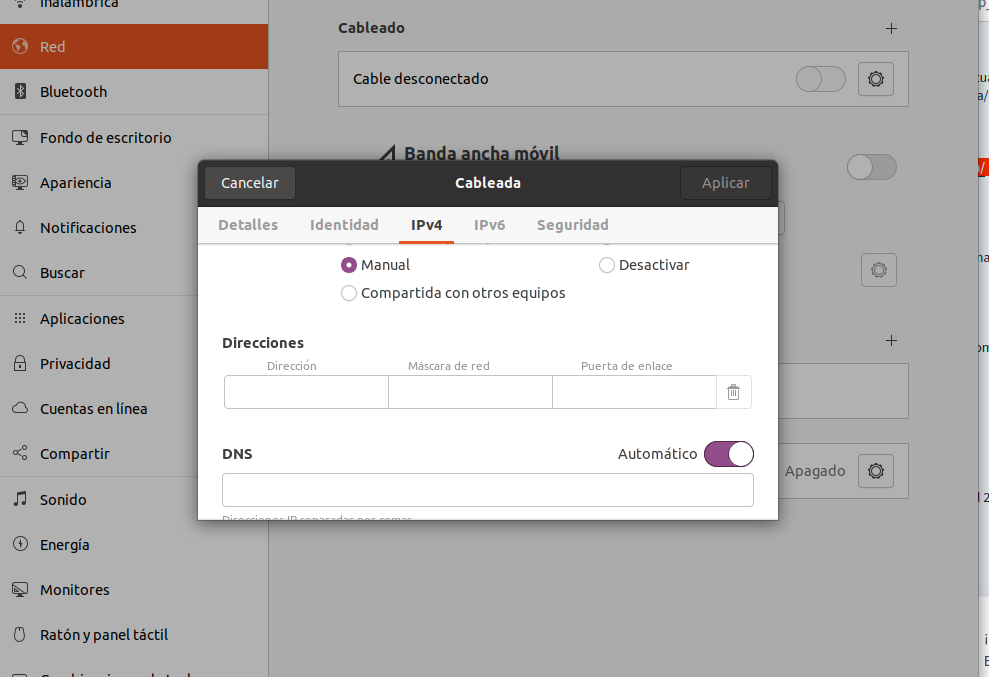 Inalámbrica
Red
Bluetooth
Fondo de escritorio
Apariencia
Notificaciones
Buscar
Aplicaciones
Privacidad
Cuentas en línea
Compartir
Sonido
Energía
Monitores
Ratón y panel táctil
Cableado
Cable desconectado
Banda ancha móvil
Cancelar
Cableada
Aplicar
Detalles
Identidad
IPv4
IPv6
Seguridad
Manual
Desactivar
Compartida con otros equipos
Direcciones
Dirección
Máscara de red
Puerta de enlace
DNS
Automático
Direcciones IP separadas por comas
Apagado